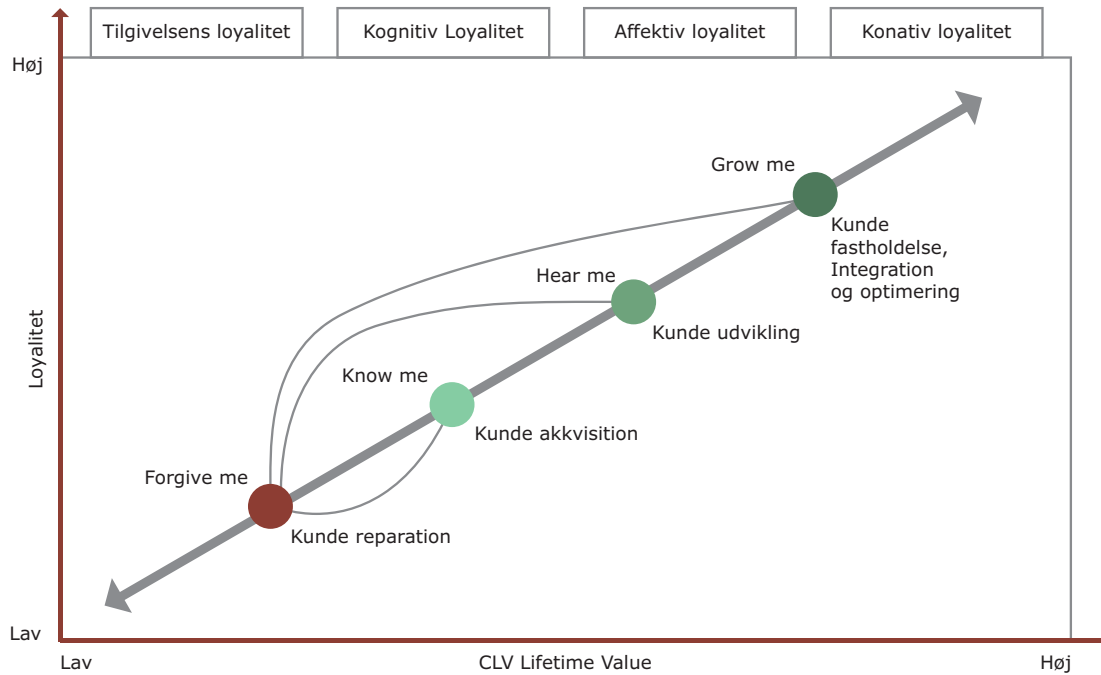 Tilgivelsens loyalitet
Kognitiv Loyalitet
Affektiv loyalitet
Konativ loyalitet
Høj
Grow me
Kunde
fastholdelse,
Integration
og optimering
Hear me
Kunde udvikling
Loyalitet
Know me
Kunde akkvisition
Forgive me
Kunde reparation
Lav
Lav
CLV Lifetime Value
Høj